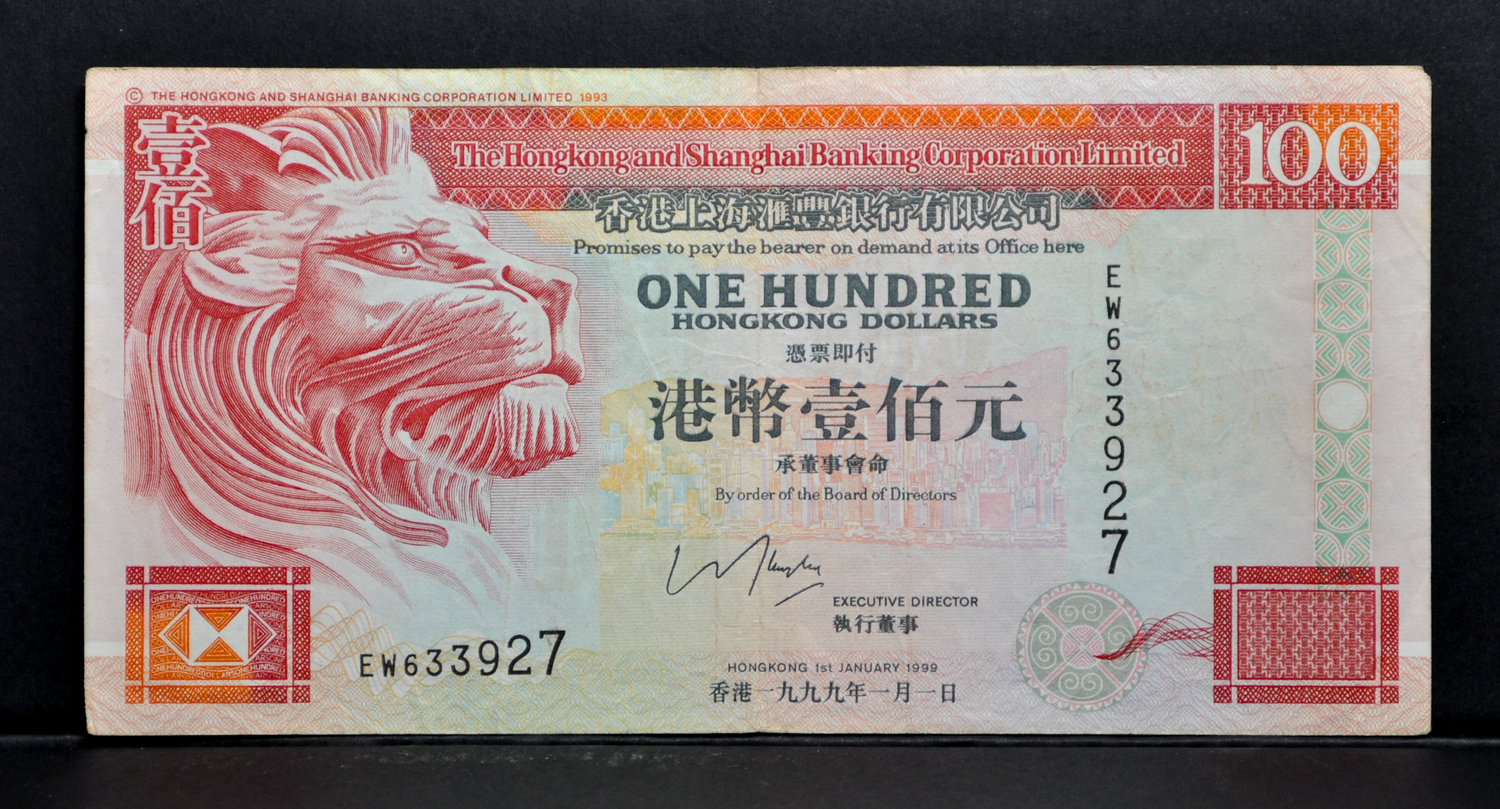 © THE HONGKONG AND SHANGHAI BANKING CORPORATION LIMITED 1993
壹佰
The Hongkong and Shanghai Banking Corporation Limited
100
香港上海滙豐銀行有限公司
Promises to pay the bearer on demand at its Office here
ONE HUNDRED
HONGKONG DOLLARS
憑票即付
港幣壹佰元
承董事會命
By order of the Board of Directors
EW633927
EXECUTIVE DIRECTOR
執行董事
EW633927
HONGKONG 1st JANUARY 1999
香港一九九九年一月一日